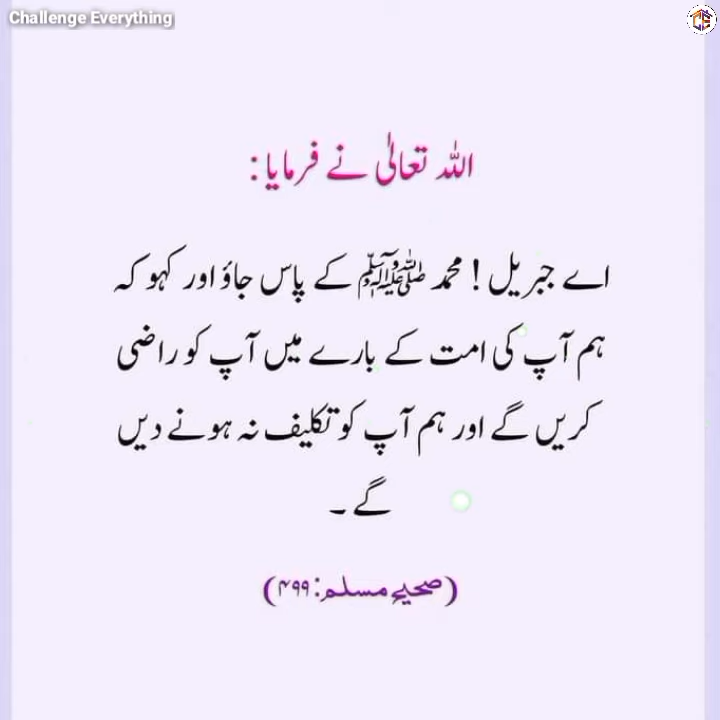 Challenge Everything
اللہ تعالیٰ نے فرمایا:
اے جبریل! محمد ﷺ کے پاس جاؤ اور کہو کہ
ہم آپ کی امت کے بارے میں آپ کو راضی
کریں گے اور ہم آپ کو تکلیف نہ ہونے دیں
گے ۔
(صحیح مسلم: ۴۹۹)